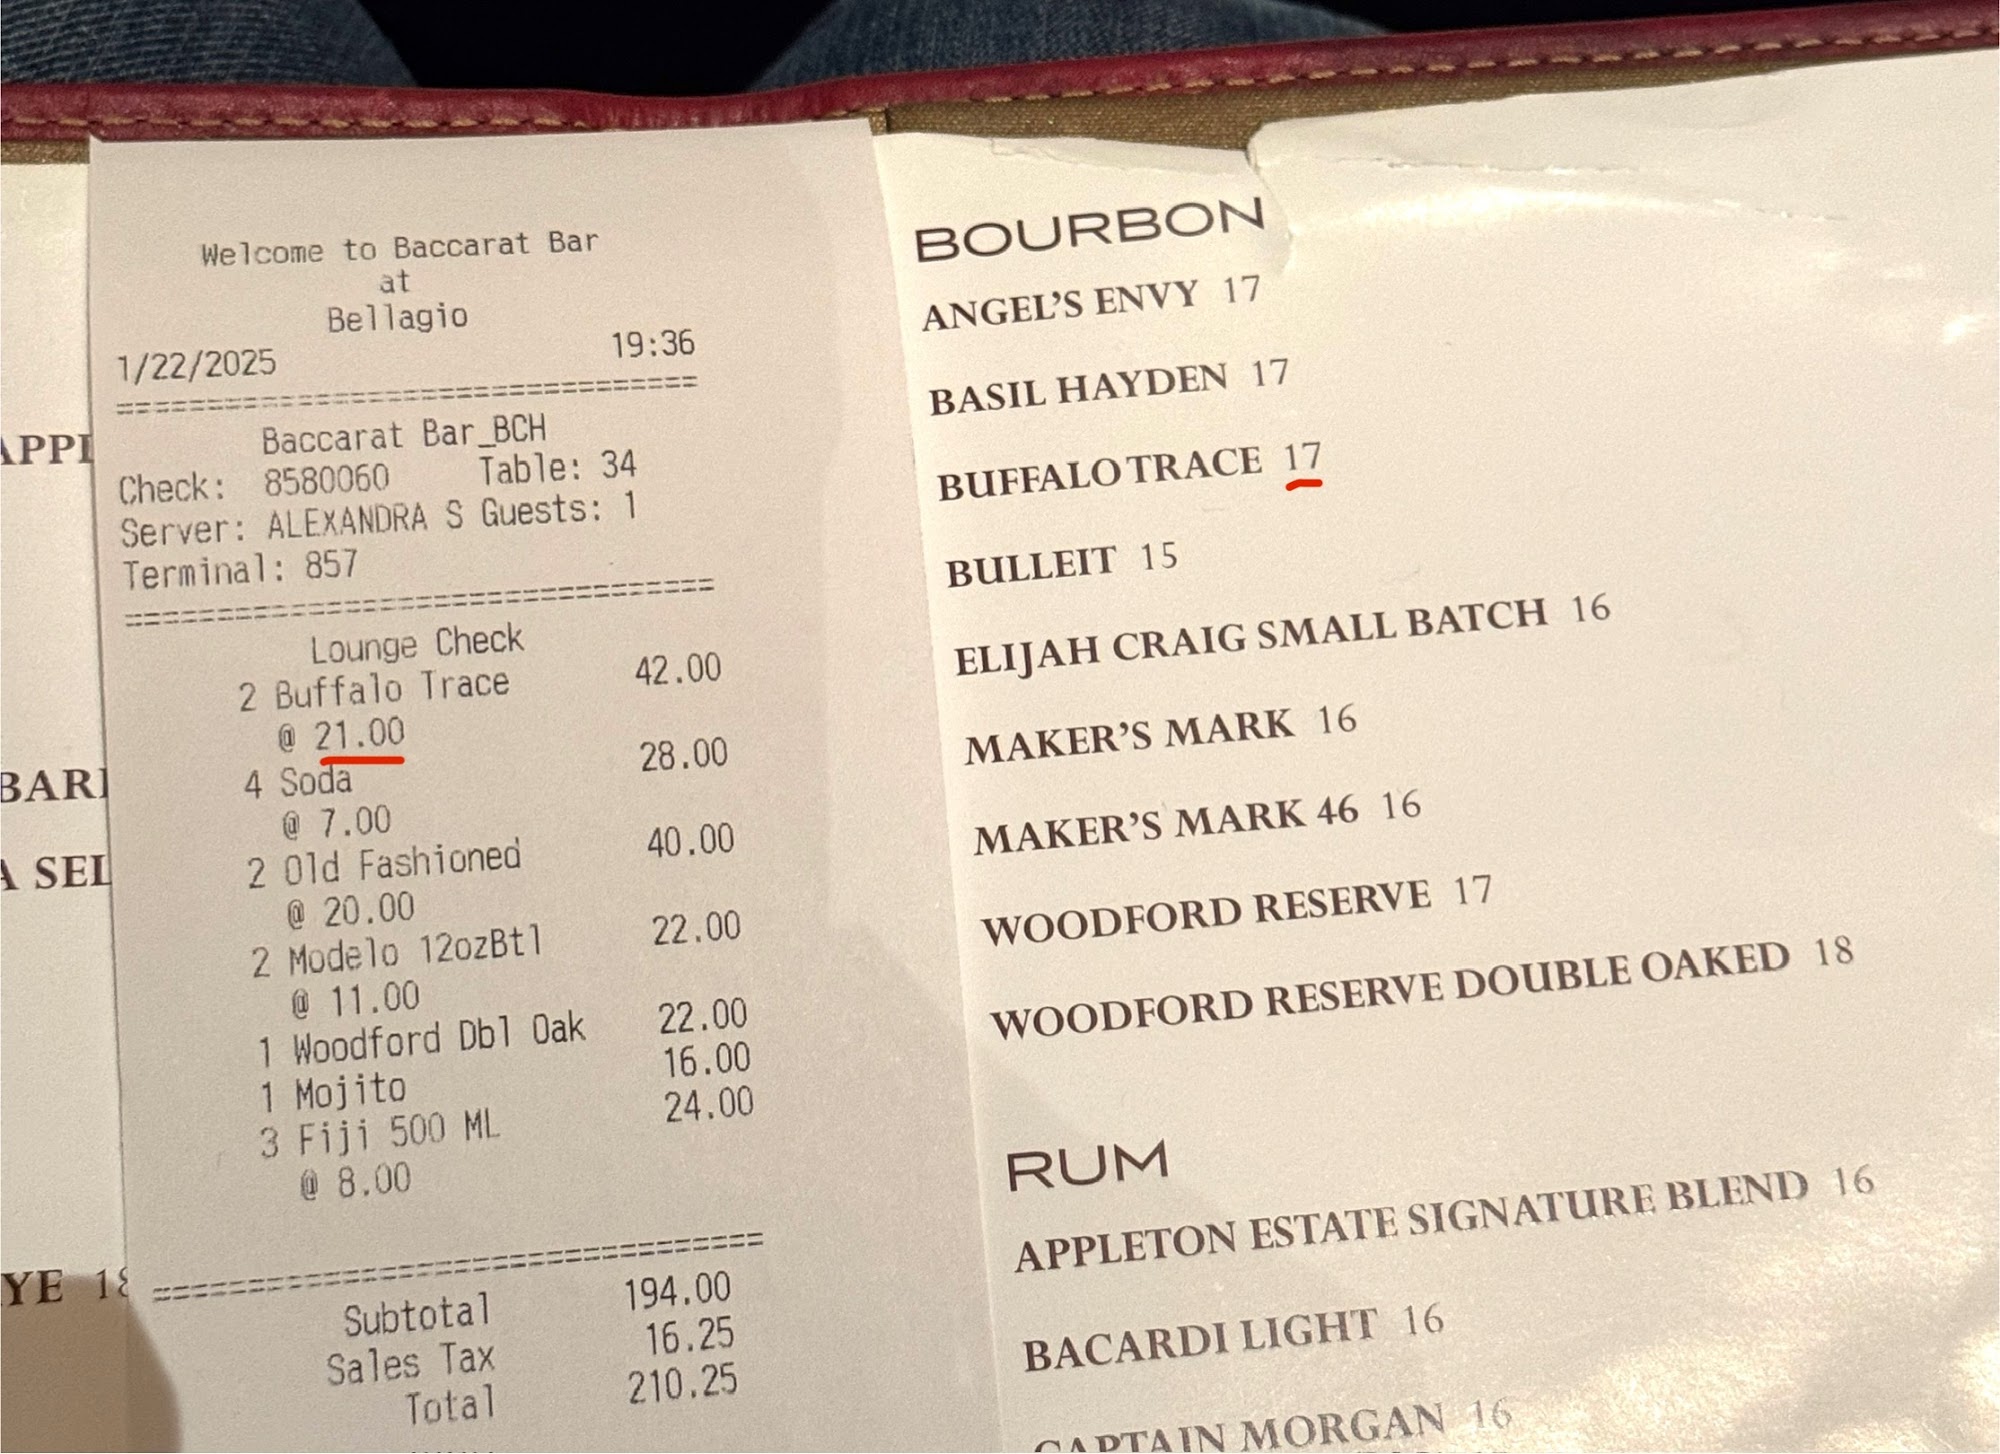 Welcome to Baccarat Bar
at
Bellagio
1/22/2025 19:36
================================
Baccarat Bar_BCH
Check: 8580060 Table: 34
Server: ALEXANDRA S Guests: 1
Terminal: 857
================================
Lounge Check
2 Buffalo Trace 42.00
@ 21.00
4 Soda 28.00
@ 7.00
2 Old Fashioned 40.00
@ 20.00
2 Modelo 12ozBtl 22.00
@ 11.00
1 Woodford Dbl Oak 22.00
1 Mojito 16.00
3 Fiji 500 ML 24.00
@ 8.00
================================
Subtotal 194.00
Sales Tax 16.25
Total 210.25
BOURBON
ANGEL'S ENVY 17
BASIL HAYDEN 17
BUFFALO TRACE 17
BULLEIT 15
ELIJAH CRAIG SMALL BATCH 16
MAKER'S MARK 16
MAKER'S MARK 46 16
WOODFORD RESERVE 17
WOODFORD RESERVE DOUBLE OAKED 18
RUM
APPLETON ESTATE SIGNATURE BLEND 16
BACARDI LIGHT 16
CAPTAIN MORGAN 16